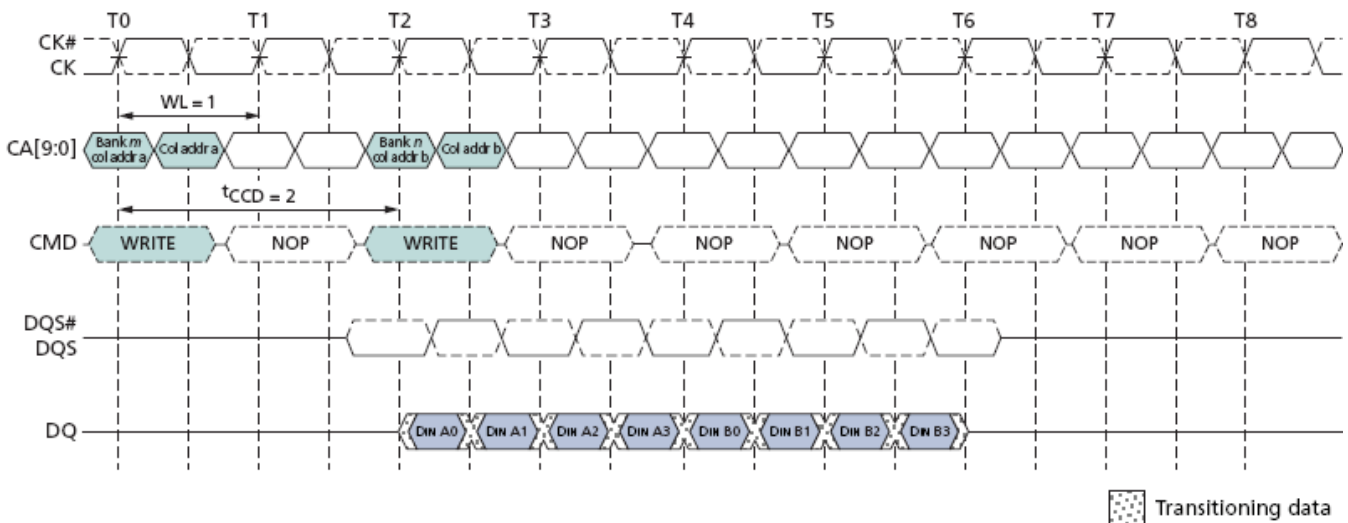 T0 T1 T2 T3 T4 T5 T6 T7 T8
CK#
CK
WL = 1
CA[9:0] Bank m col addr a Col addr a Bank n col addr b Col addr b
tCCD = 2
CMD WRITE NOP WRITE NOP NOP NOP NOP NOP NOP
DQS#
DQS
DQ DIN A0 DIN A1 DIN A2 DIN A3 DIN B0 DIN B1 DIN B2 DIN B3
Transitioning data